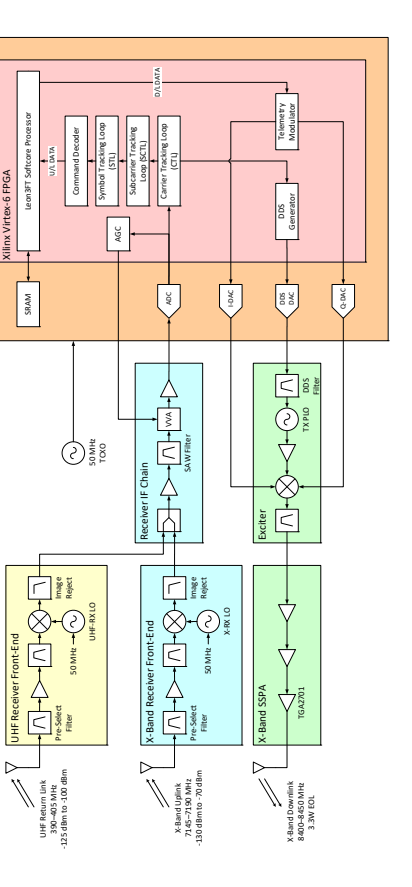 UHF Return Link
390–405 MHz
-125 dBm to -100 dBm
UHF Receiver Front-End
Pre-Select
Filter
50 MHz
UHF-RX LO
Image
Reject
X-Band Uplink
7145–7190 MHz
-130 dBm to -70 dBm
X-Band Receiver Front-End
Pre-Select
Filter
50 MHz
X-RX LO
Image
Reject
X-Band Downlink
8400–8450 MHz
3.3W EOL
X-Band SSPA
TGA2701
50 MHz
TCXO
Receiver IF Chain
SAW Filter
VVA
Exciter
TX PLO
DDS
Filter
Xilinx Virtex-6 FPGA
SRAM
Leon3FT Softcore Processor
U/L DATA
D/L DATA
Command Decoder
Symbol Tracking Loop
(STL)
Subcarrier Tracking
Loop (SCTL)
Carrier Tracking Loop
(CTL)
AGC
ADC
I-DAC
DDS
DAC
Q-DAC
DDS
Generator
Telemetry
Modulator